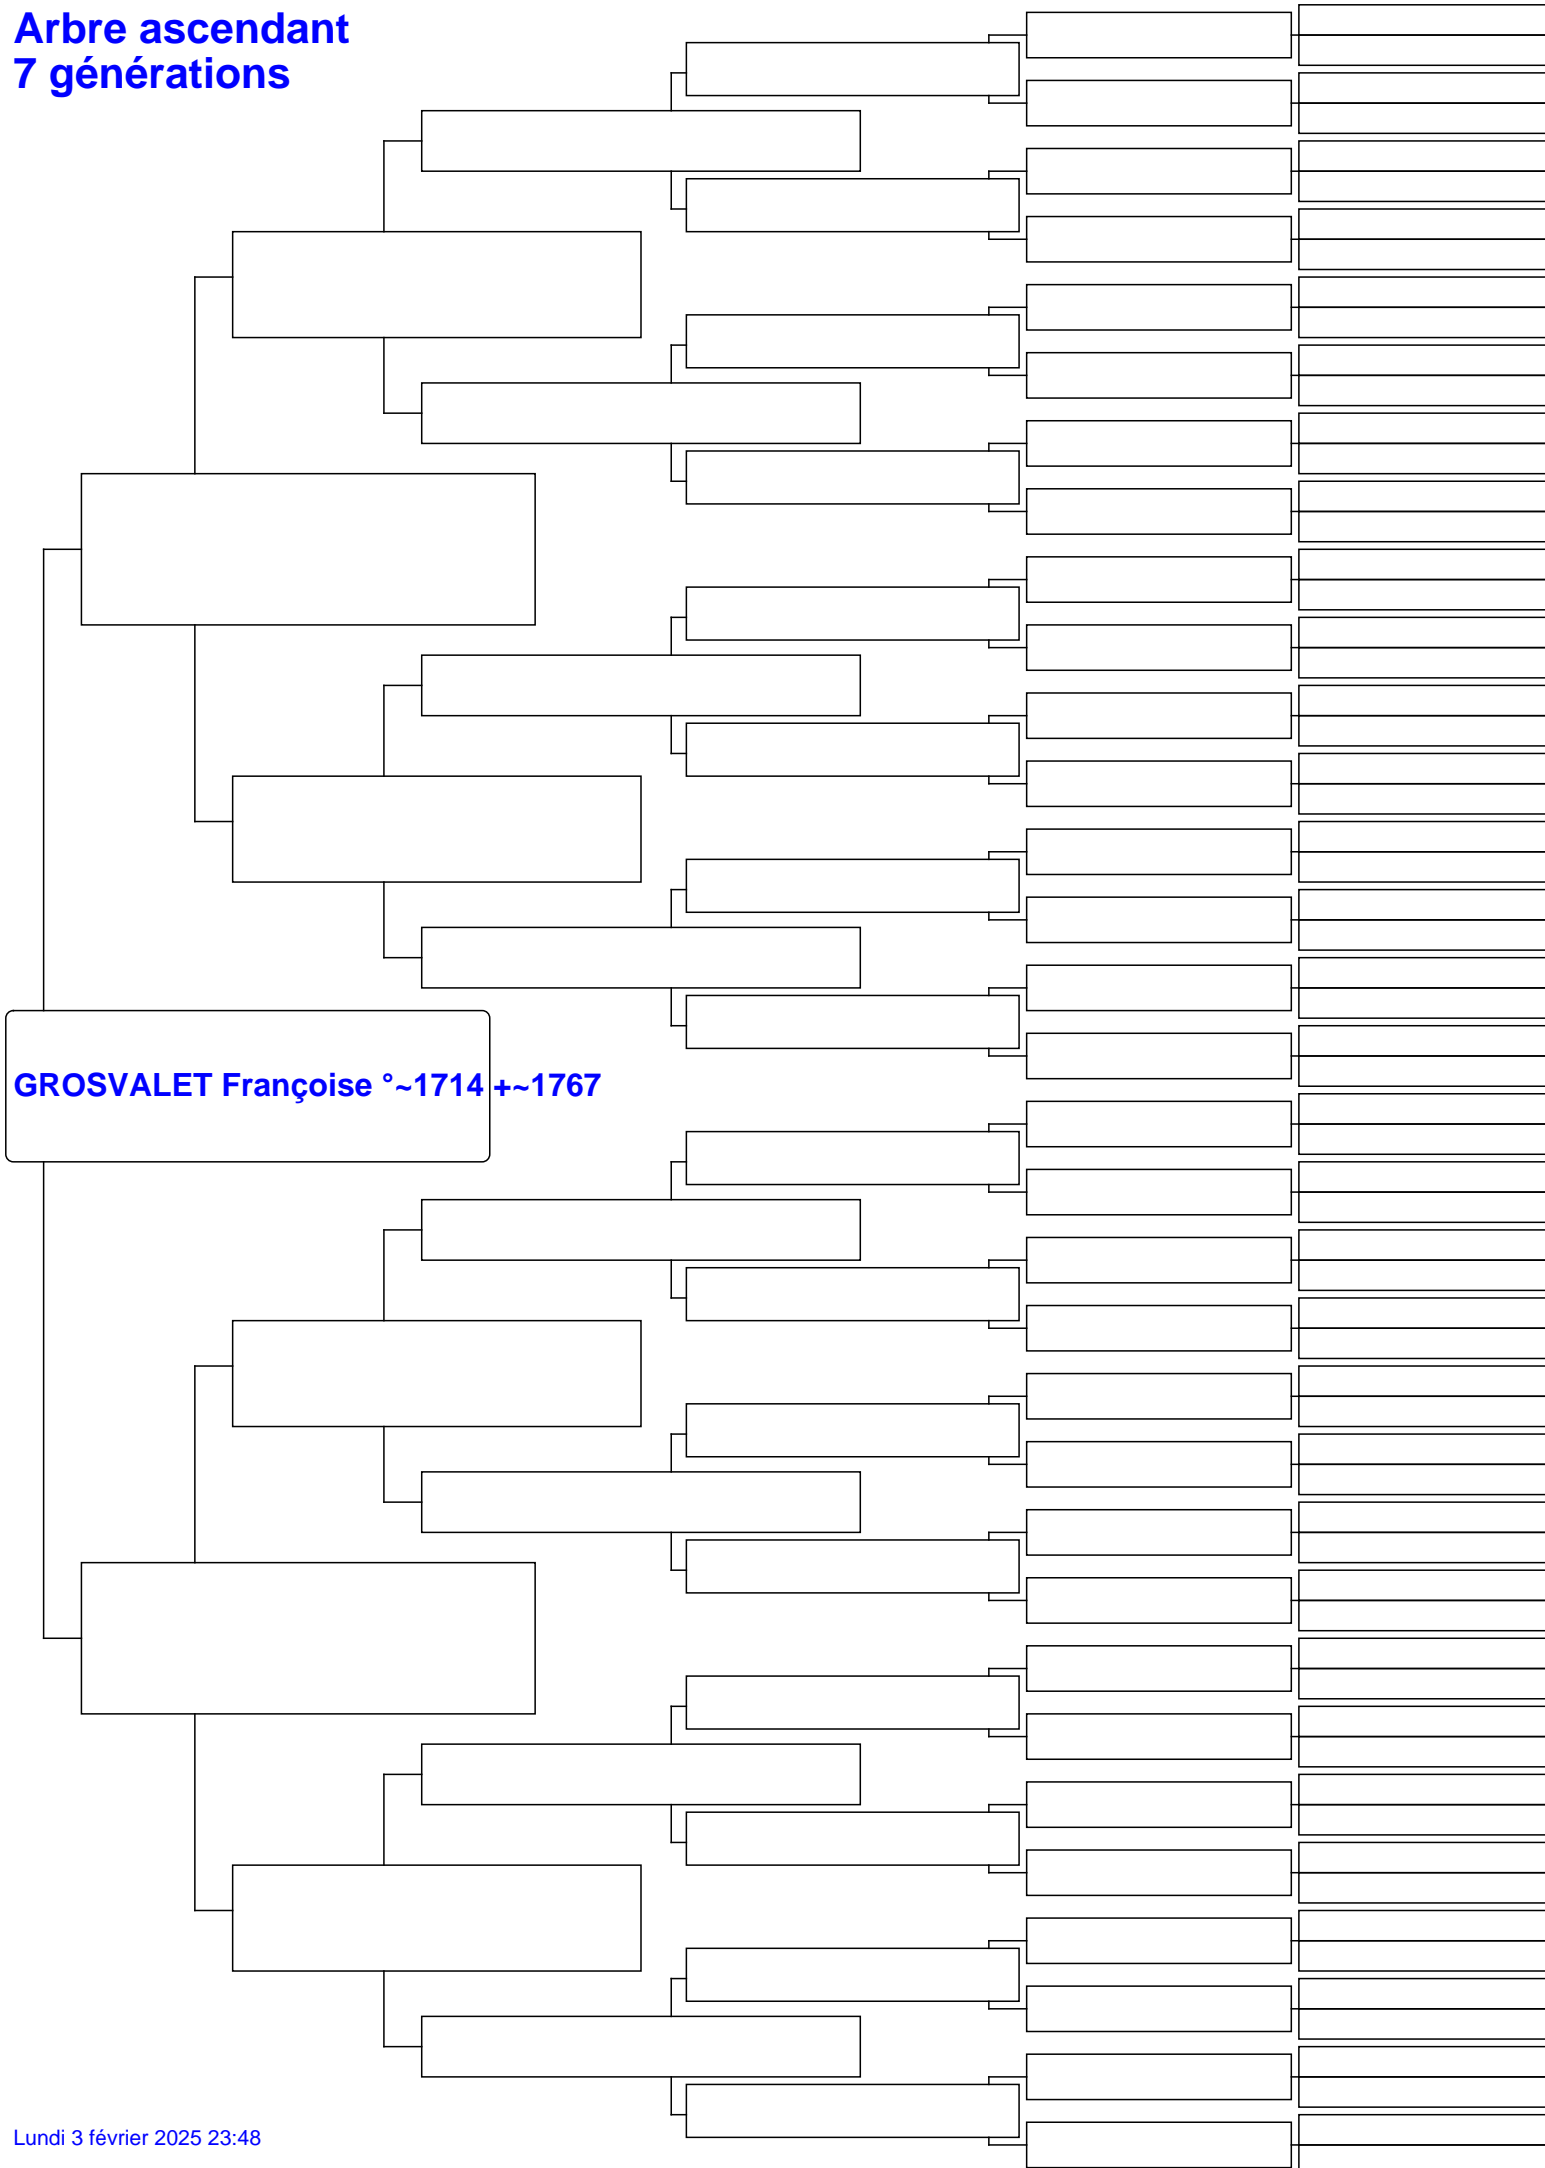 Arbre ascendant
7 générations
GROSVALET Françoise °~1714 +~1767
Lundi 3 février 2025 23:48